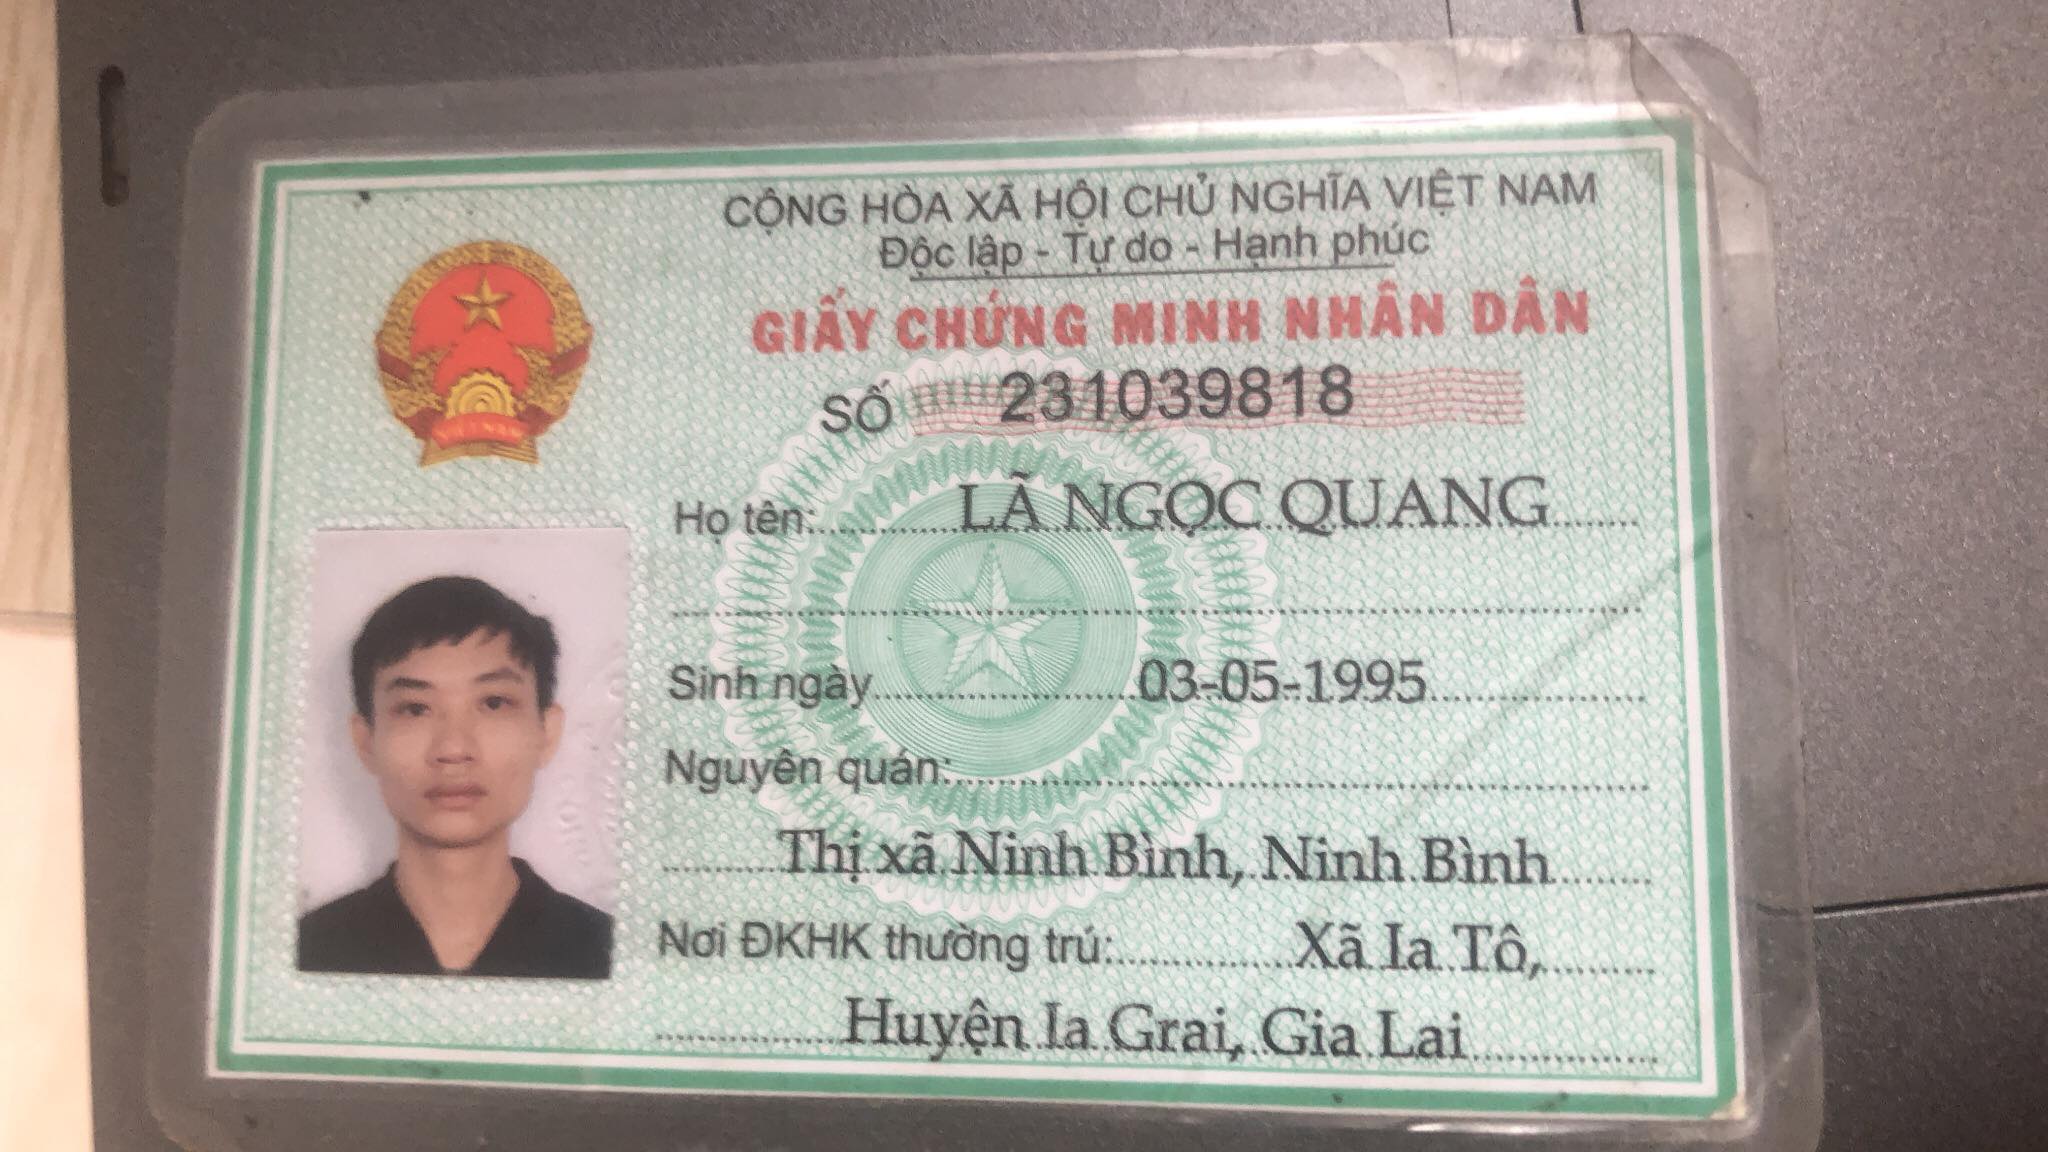 CỘNG HÒA XÃ HỘI CHỦ NGHĨA VIỆT NAM
Độc lập - Tự do - Hạnh phúc
GIẤY CHỨNG MINH NHÂN DÂN
SỐ 231039818
VIỆT NAM
Họ tên: LÃ NGỌC QUANG
Sinh ngày 03-05-1995
Nguyên quán:
Thị xã Ninh Bình, Ninh Bình
Nơi ĐKHK thường trú: Xã Ia Tô,
Huyện Ia Grai, Gia Lai